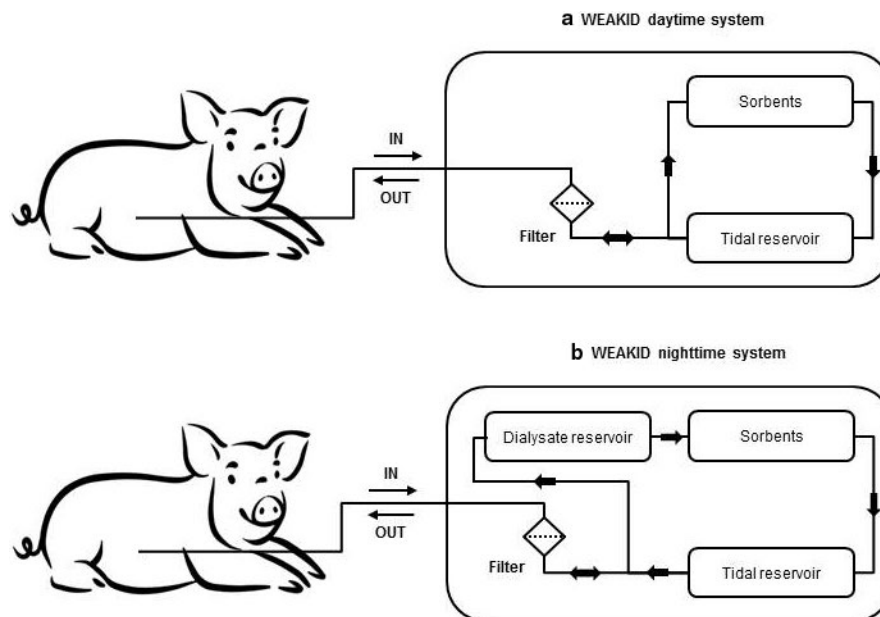 a WEAKID daytime system
Sorbents
IN
OUT
Filter
Tidal reservoir
b WEAKID nighttime system
Dialysate reservoir
Sorbents
IN
OUT
Filter
Tidal reservoir